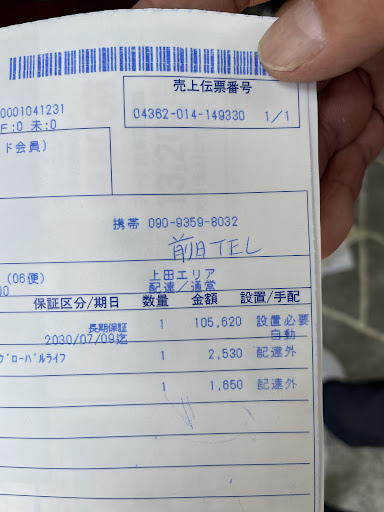 売上伝票番号
0001041231
04362-014-149330 1/1
F:0 未:0
ド会員)
携帯 090-9359-8032
前日TEL
(06便) 上田エリア
00 配達/通常
保証区分/期日 数量 金額 設置/手配
長期保証 1 105,620 設置必要
2030/07/09迄 自動
ヴローバルライフ 1 2,530 配達外
1 1,650 配達外